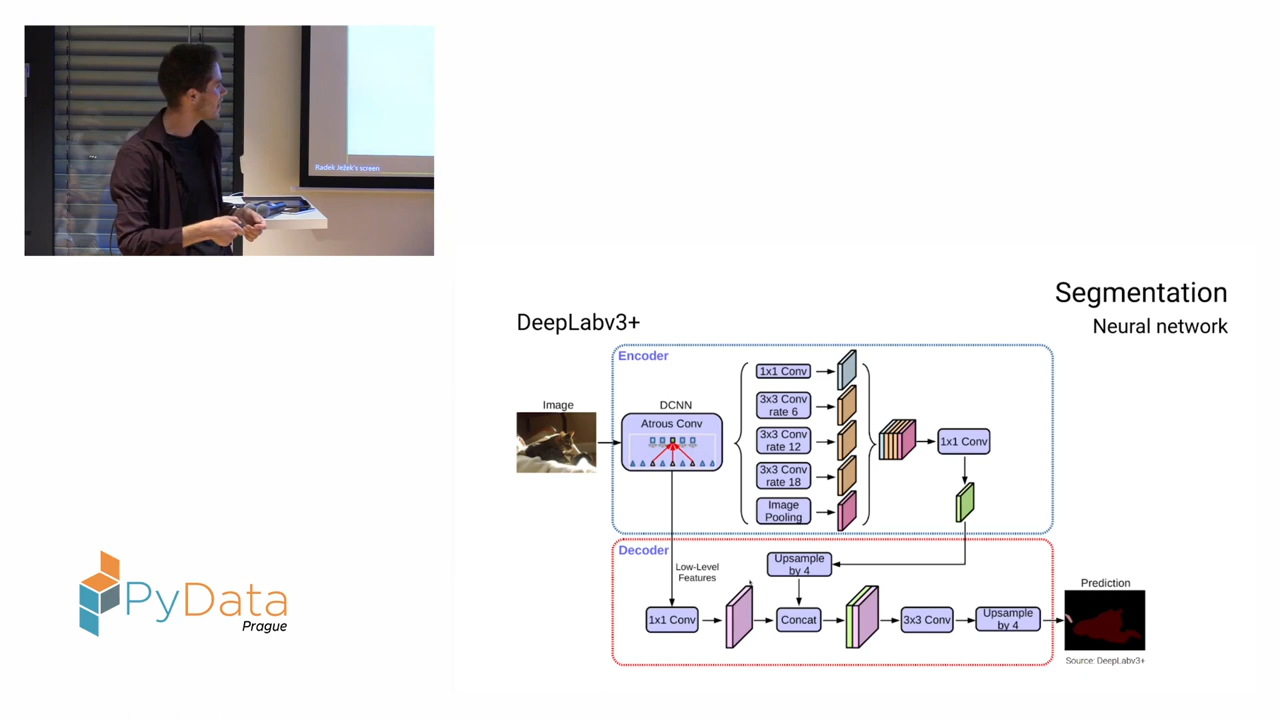 Radek Ježek's screen
Segmentation
Neural network
DeepLabv3+
Encoder
Image
DCNN
Atrous Conv
1x1 Conv
3x3 Conv
rate 6
3x3 Conv
rate 12
3x3 Conv
rate 18
Image
Pooling
1x1 Conv
Decoder
Low-Level
Features
Upsample
by 4
1x1 Conv
Concat
3x3 Conv
Upsample
by 4
Prediction
Source: DeepLabv3+
PyData
Prague